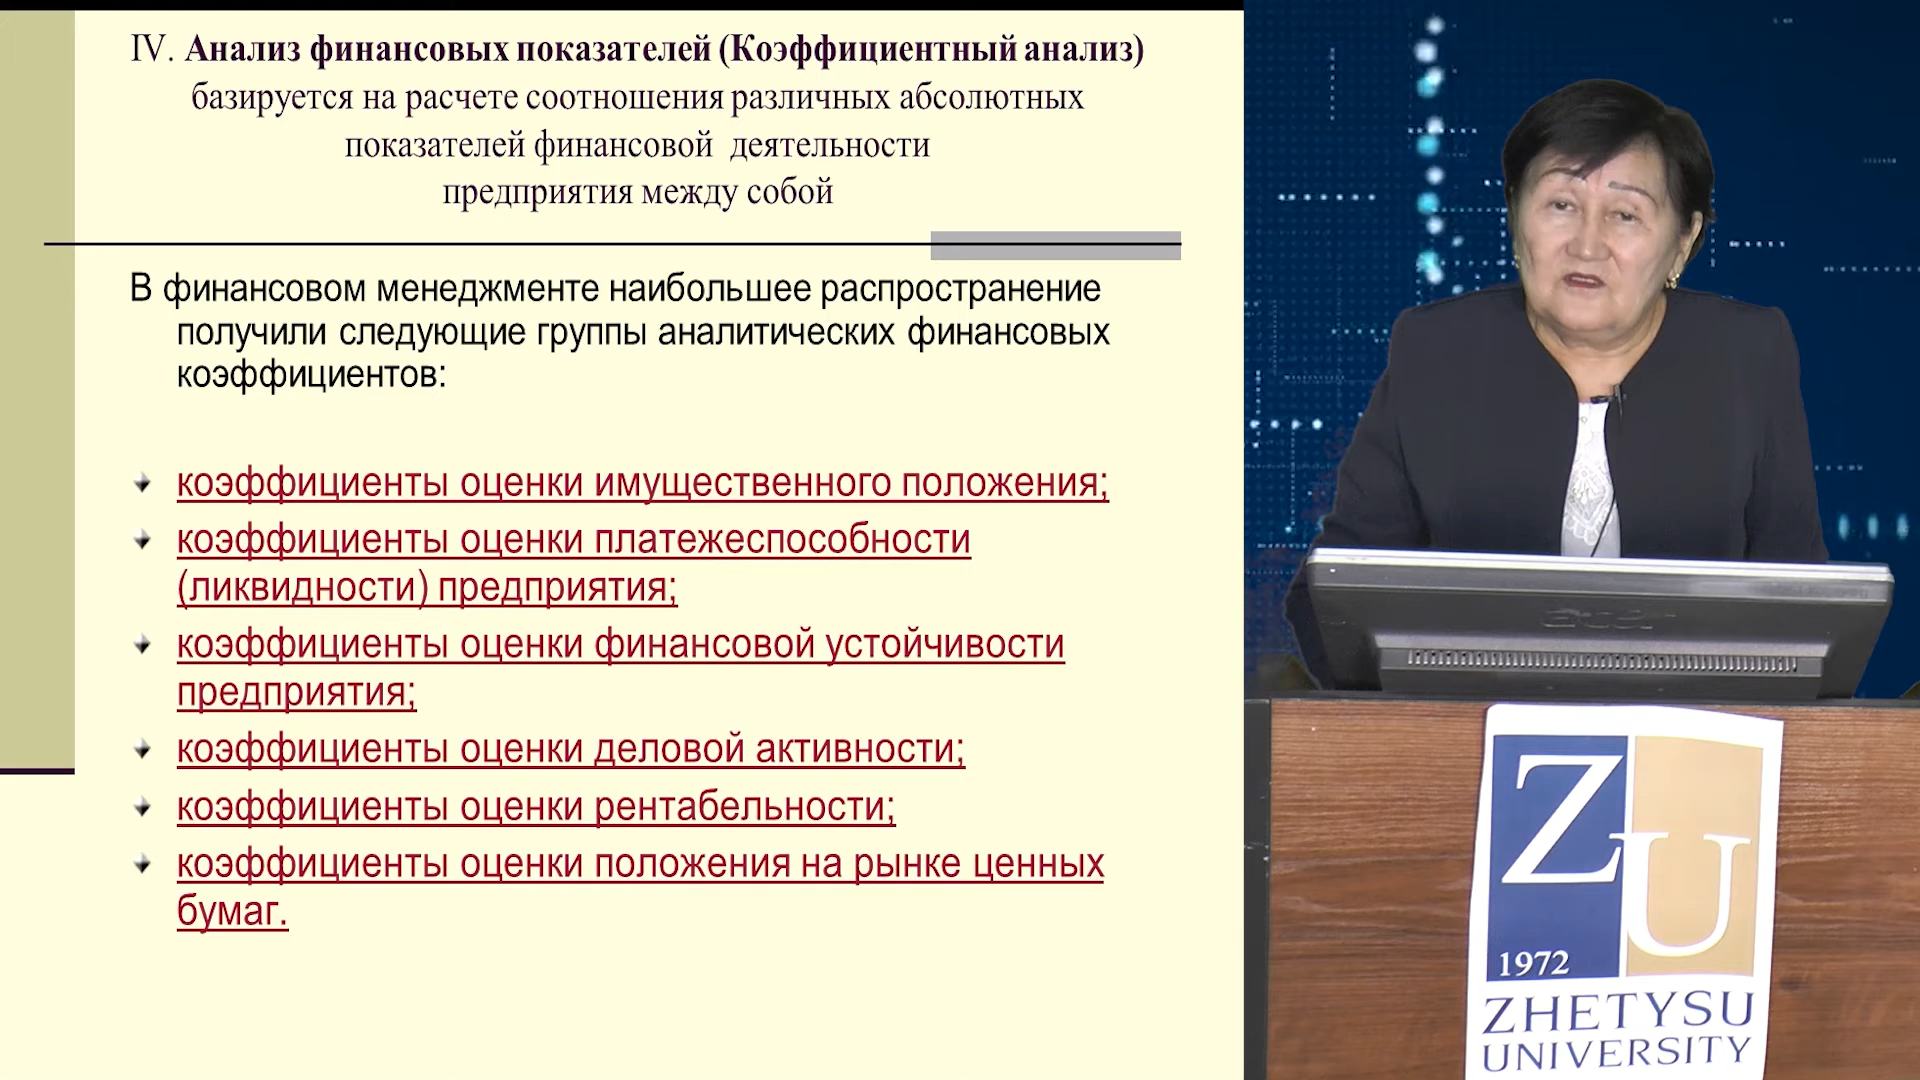 IV. Анализ финансовых показателей (Коэффициентный анализ)
базируется на расчете соотношения различных абсолютных
показателей финансовой деятельности
предприятия между собой
В финансовом менеджменте наибольшее распространение
получили следующие группы аналитических финансовых
коэффициентов:
коэффициенты оценки имущественного положения;
коэффициенты оценки платежеспособности
(ликвидности) предприятия;
коэффициенты оценки финансовой устойчивости
предприятия;
коэффициенты оценки деловой активности;
коэффициенты оценки рентабельности;
коэффициенты оценки положения на рынке ценных
бумаг.
acer
ZU
1972
ZHETYSU
UNIVERSITY